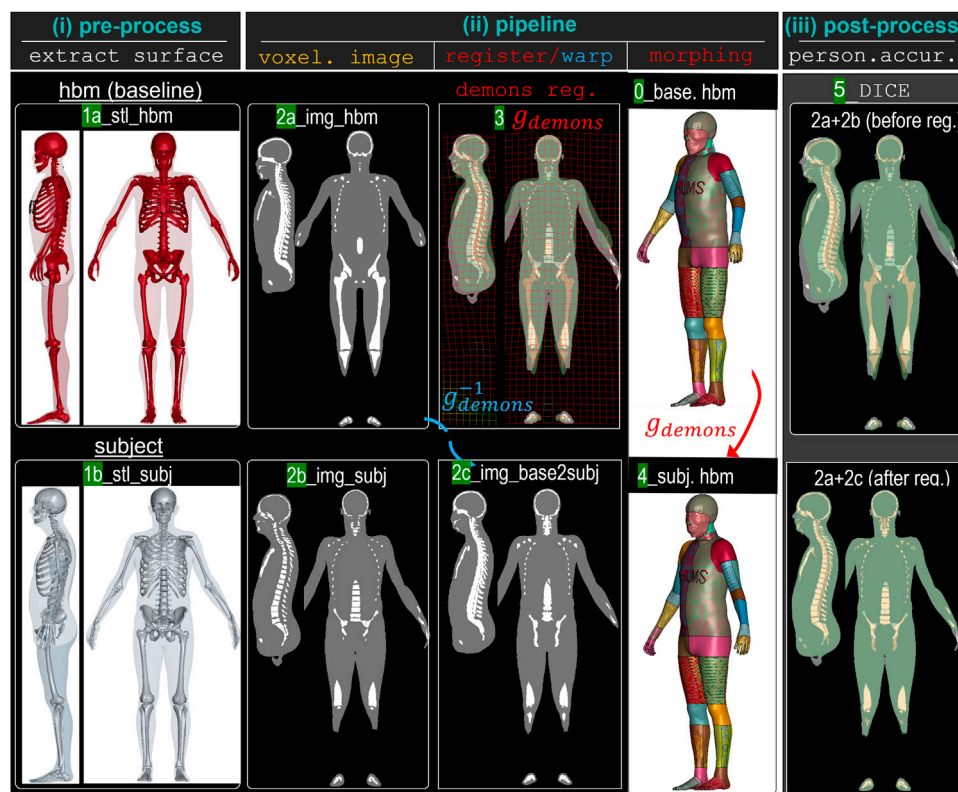 (i) pre-process
(ii) pipeline
(iii) post-process
extract surface
voxel. image
register/warp
morphing
person.accur.
hbm (baseline)
demons reg.
1a_stl_hbm
2a_img_hbm
3 g_demons
0_base. hbm
5_DICE
2a+2b (before reg.)
g_demons^-1
g_demons
subject
1b_stl_subj
2b_img_subj
2c_img_base2subj
4_subj. hbm
2a+2c (after reg.)